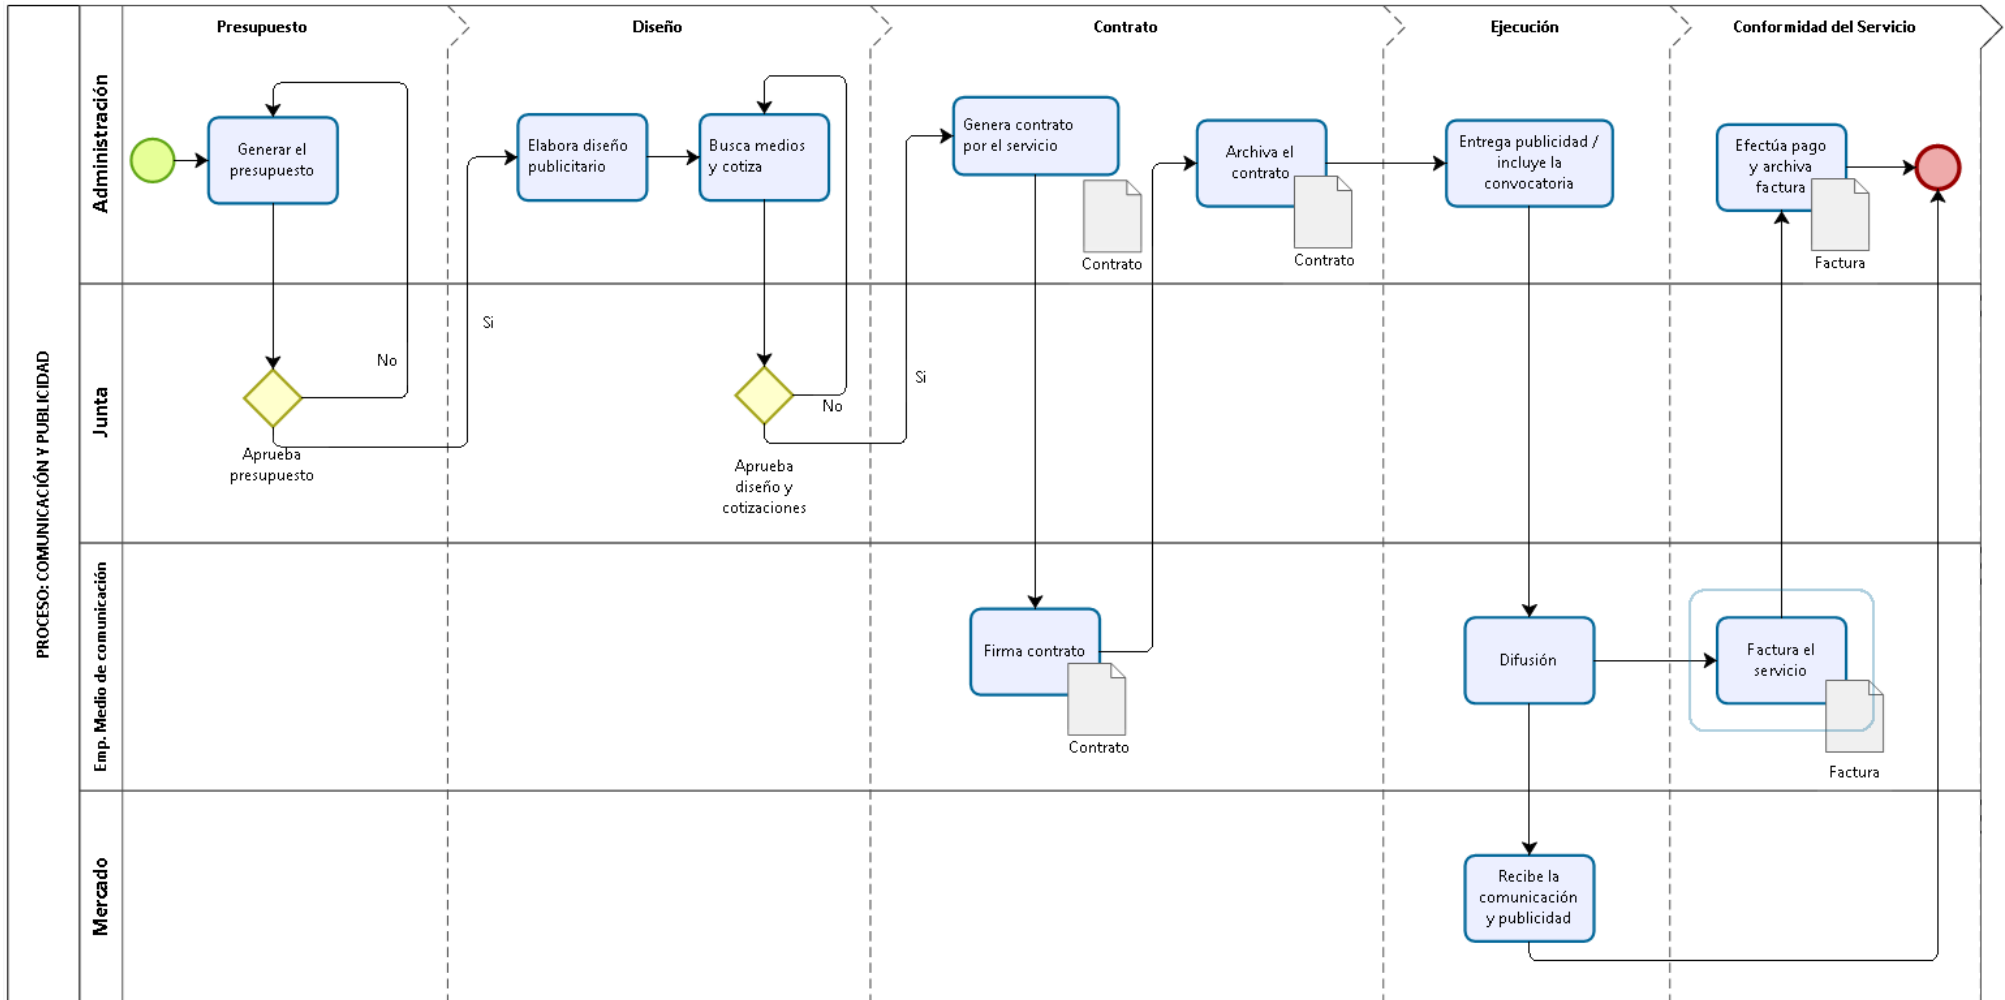 Presupuesto
Diseño
Contrato
Ejecución
Conformidad del Servicio
PROCESO: COMUNICACIÓN Y PUBLICIDAD
Administración
Generar el
presupuesto
Elabora diseño
publicitario
Busca medios
y cotiza
Genera contrato
por el servicio
Contrato
Archiva el
contrato
Contrato
Entrega publicidad /
incluye la
convocatoria
Efectúa pago
y archiva
factura
Factura
Junta
No
Si
Aprueba
presupuesto
No
Si
Aprueba
diseño y
cotizaciones
Emp. Medio de comunicación
Firma contrato
Contrato
Difusión
Factura el
servicio
Factura
Mercado
Recibe la
comunicación
y publicidad